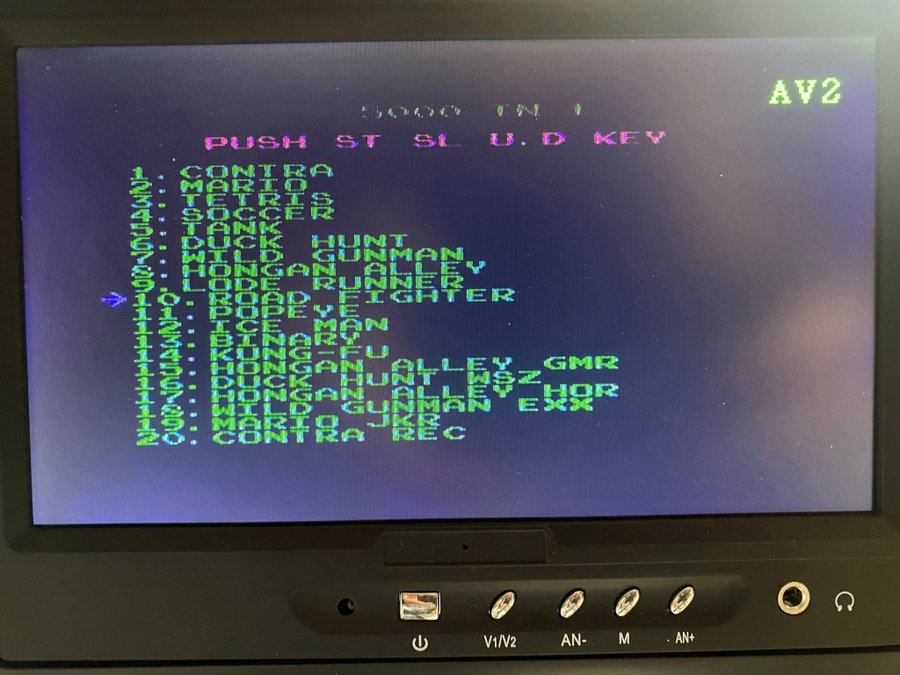 AV2
5000 IN 1
PUSH ST SL U.D KEY
1. CONTRA
2. MARIO
3. TETRIS
4. SOCCER
5. TANK
6. DUCK HUNT
7. WILD GUNMAN
8. HONGAN ALLEY
9. LODE RUNNER
10. ROAD FIGHTER
11. POPEYE
12. ICE MAN
13. BINARY
14. KUNG-FU
15. HONGAN ALLEY GMR
16. DUCK HUNT WSZ
17. HONGAN ALLEY HOR
18. WILD GUNMAN EXX
19. MARIO JKR
20. CONTRA REC
V1/V2 AN- M AN+